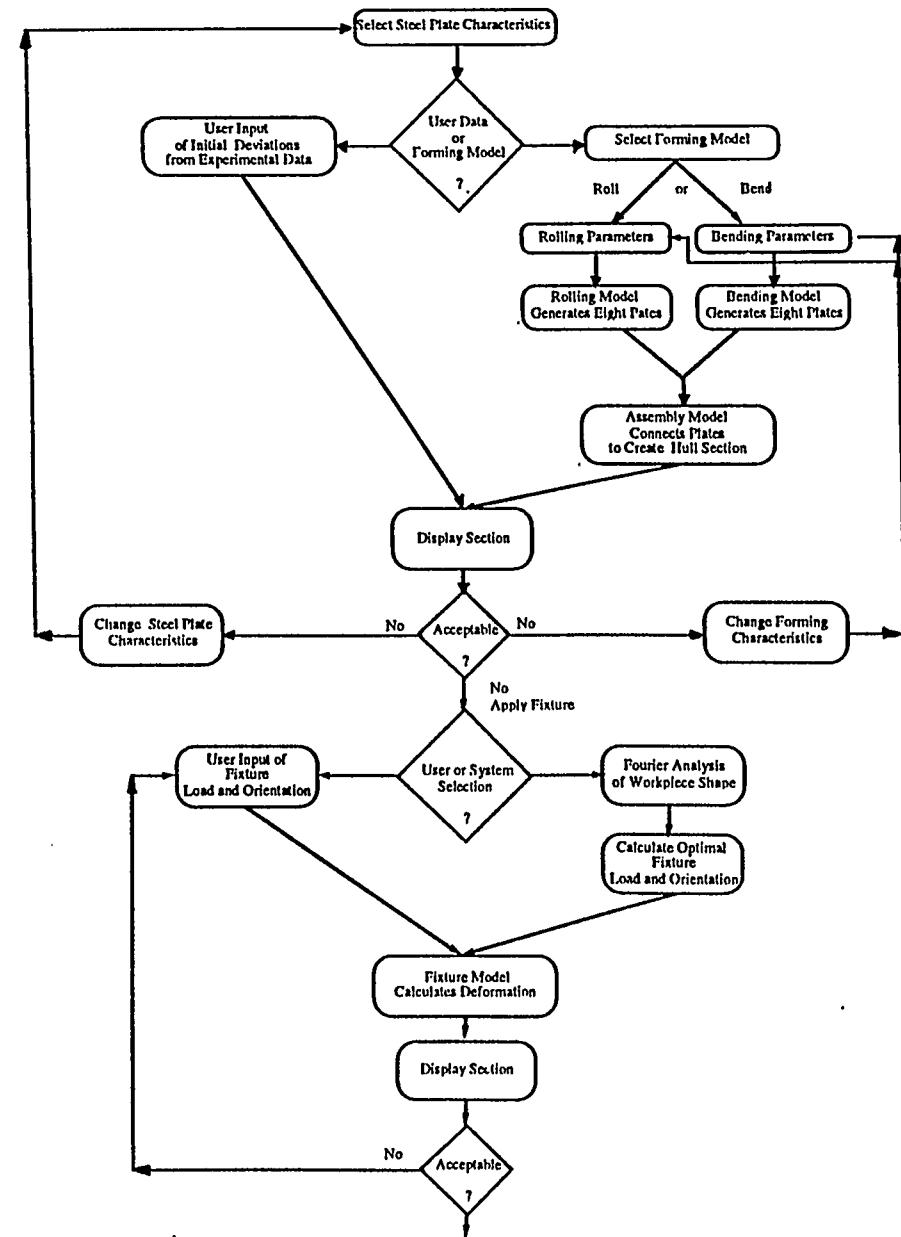 Select Steel Plate Characteristics
User Data
or
Forming Model
?
User Input
of Initial Deviations
from Experimental Data
Select Forming Model
Roll or Bend
Rolling Parameters
Bending Parameters
Rolling Model
Generates Eight Pates
Bending Model
Generates Eight Plates
Assembly Model
Connects Plates
to Create Hull Section
Display Section
Acceptable
?
No
No
Change Steel Plate
Characteristics
Change Forming
Characteristics
No
Apply Fixture
User or System
Selection
?
User Input of
Fixture
Load and Orientation
Fourier Analysis
of Workpiece Shape
Calculate Optimal
Fixture
Load and Orientation
Fixture Model
Calculates Deformation
Display Section
No
Acceptable
?